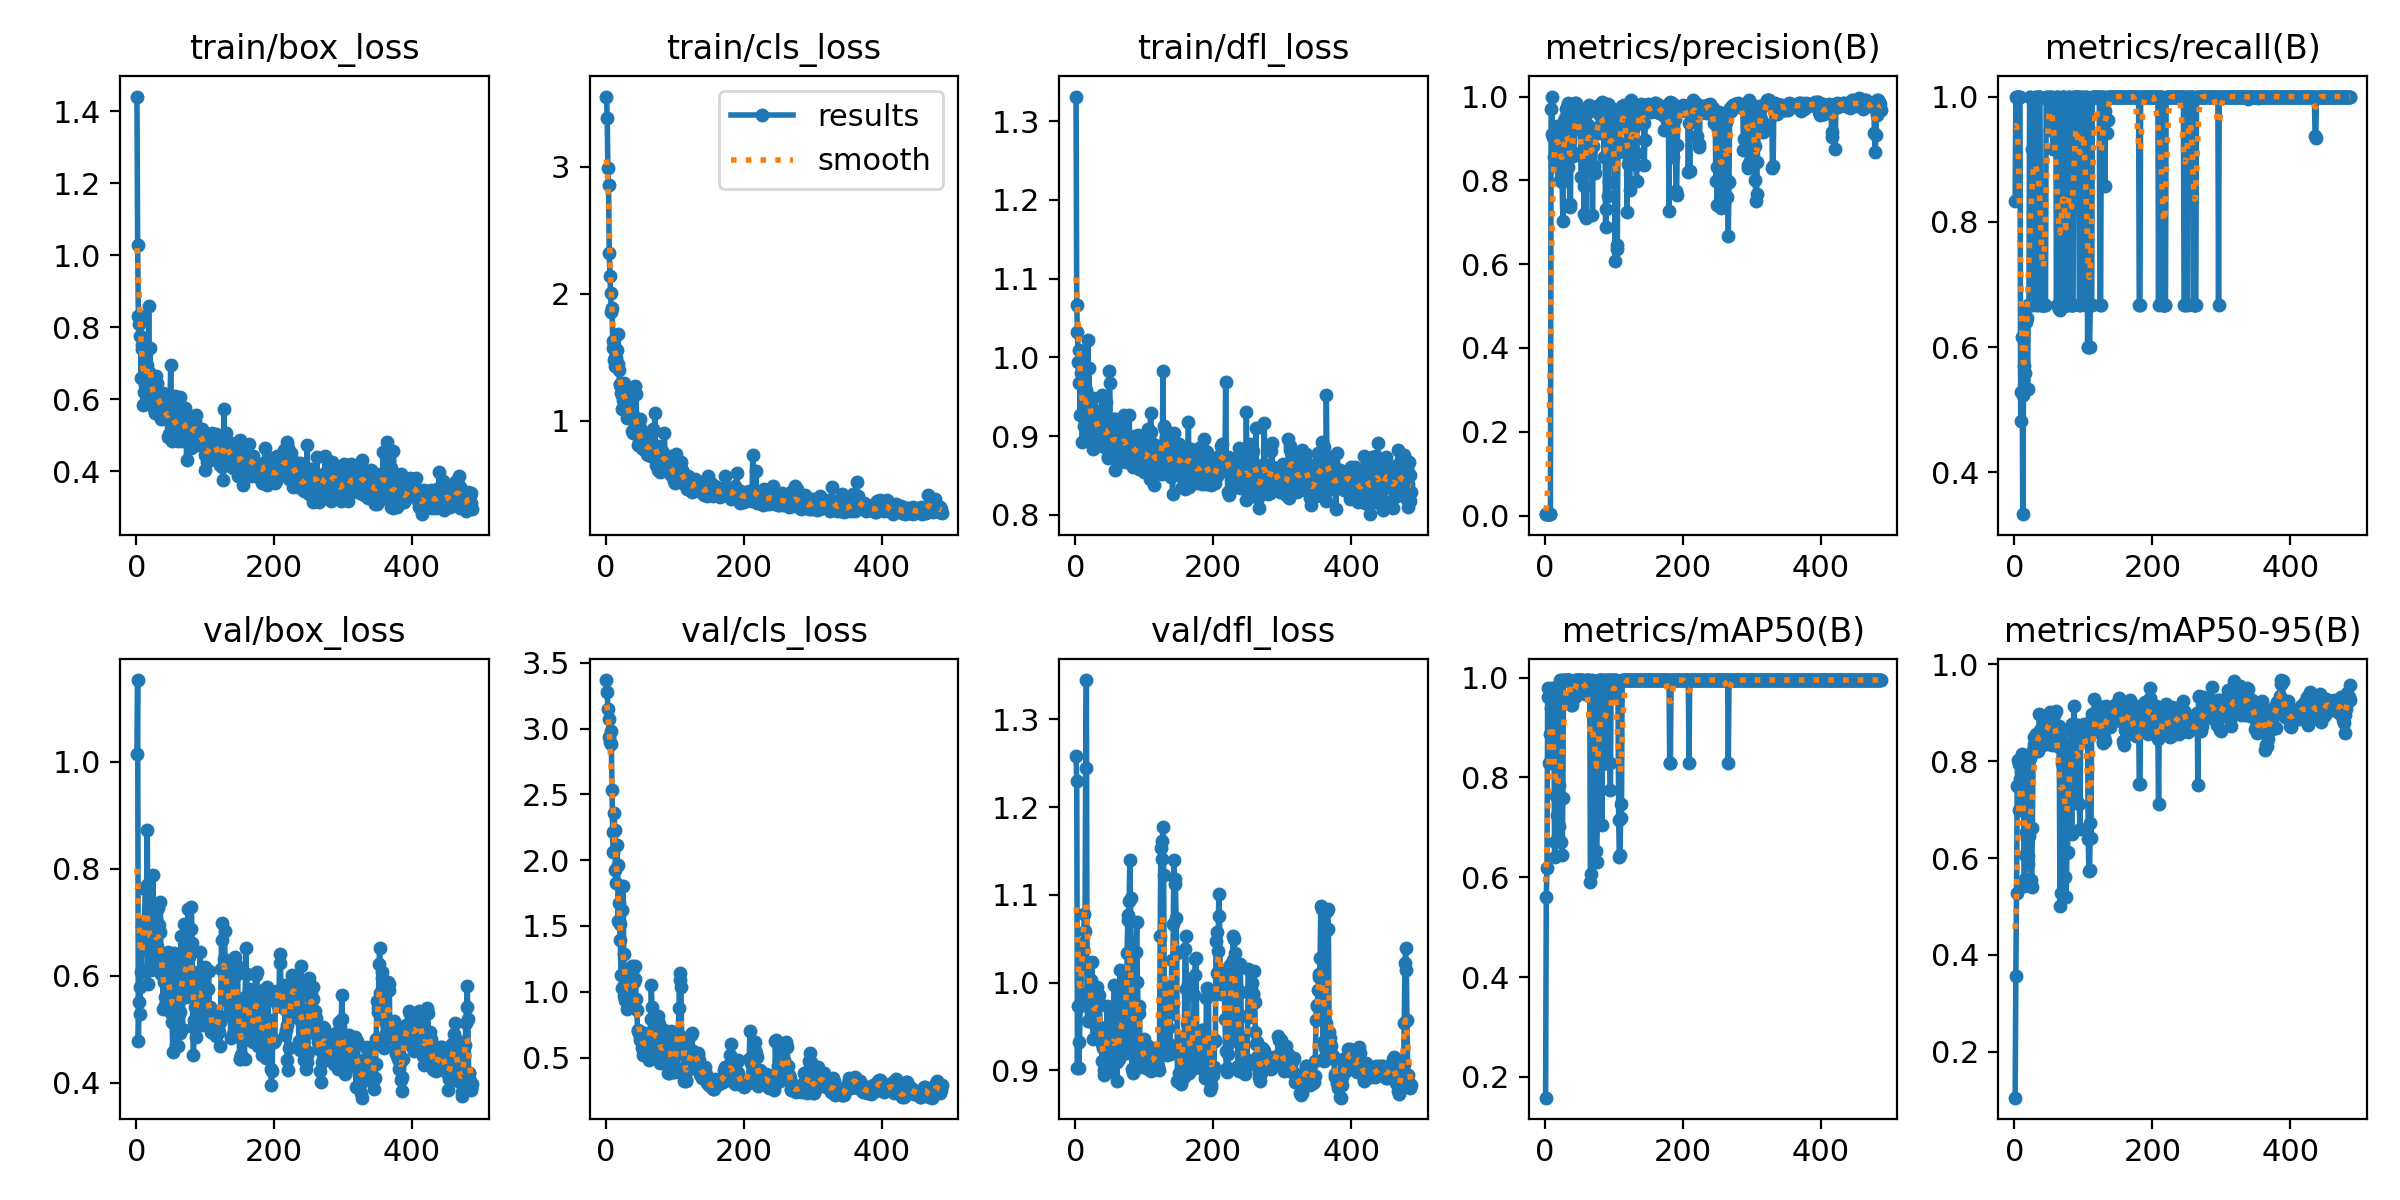 train/box_loss
1.4
1.2
1.0
0.8
0.6
0.4
0 200 400
train/cls_loss
results
smooth
3
2
1
0 200 400
train/dfl_loss
1.3
1.2
1.1
1.0
0.9
0.8
0 200 400
metrics/precision(B)
1.0
0.8
0.6
0.4
0.2
0.0
0 200 400
metrics/recall(B)
1.0
0.8
0.6
0.4
0 200 400
val/box_loss
1.0
0.8
0.6
0.4
0 200 400
val/cls_loss
3.5
3.0
2.5
2.0
1.5
1.0
0.5
0 200 400
val/dfl_loss
1.3
1.2
1.1
1.0
0.9
0 200 400
metrics/mAP50(B)
1.0
0.8
0.6
0.4
0.2
0 200 400
metrics/mAP50-95(B)
1.0
0.8
0.6
0.4
0.2
0 200 400